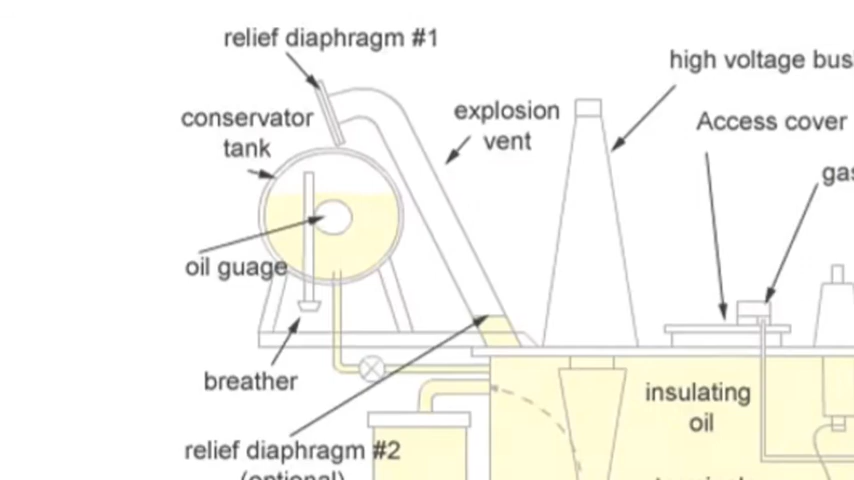 relief diaphragm #1
high voltage
conservator
tank
explosion
vent
Access cover
oil guage
breather
insulating
oil
relief diaphragm #2
(optional)